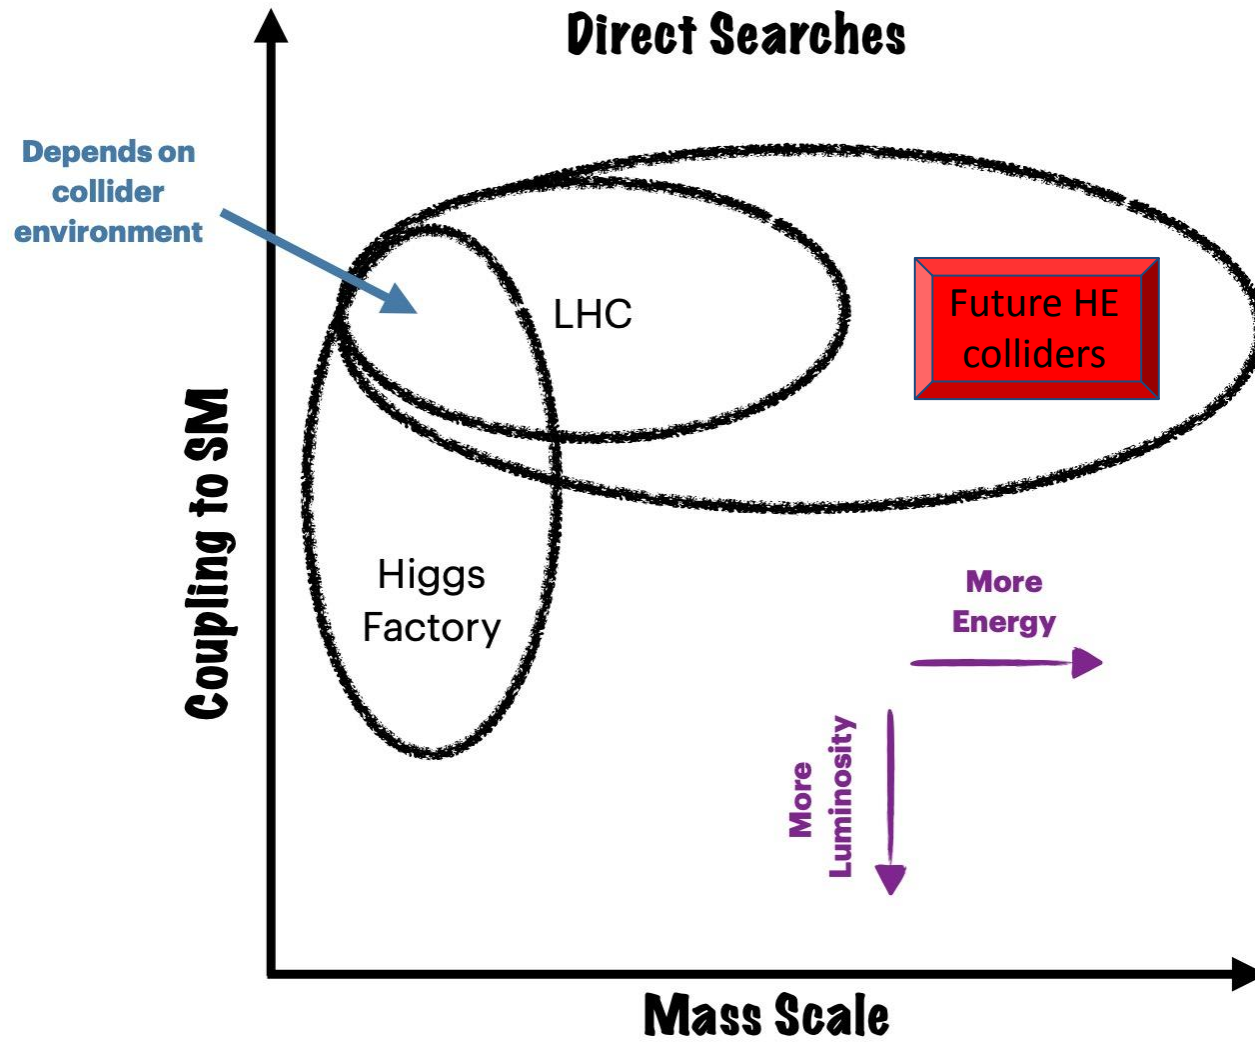 Direct Searches
Depends on
collider
environment
LHC
Future HE
colliders
Coupling to SM
Higgs
Factory
More
Energy
More
Luminosity
Mass Scale